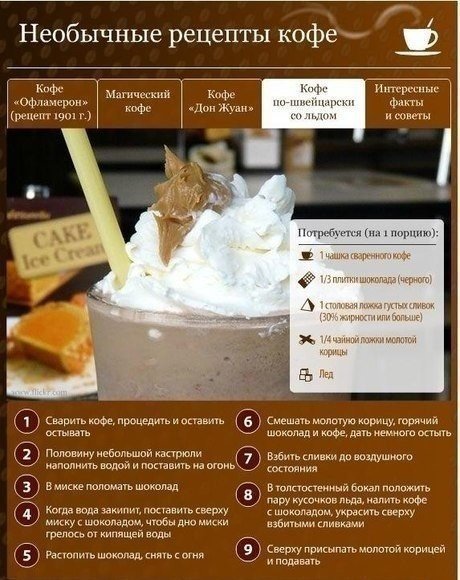 Необычные рецепты кофе
Кофе
«Офламерон»
(рецепт 1901 г.)
Магический
кофе
Кофе
«Дон Жуан»
Кофе
по-швейцарски
со льдом
Интересные
факты
и советы
CAKE
Ice Cream
Потребуется (на 1 порцию):
1 чашка сваренного кофе
1/3 плитки шоколада (черного)
1 столовая ложка густых сливок
(30% жирности или больше)
1/4 чайной ложки молотой
корицы
Лед
www.flickr.com
1 Сварить кофе, процедить и оставить
остывать
2 Половину небольшой кастрюли
наполнить водой и поставить на огонь
3 В миске поломать шоколад
4 Когда вода закипит, поставить сверху
миску с шоколадом, чтобы дно миски
грелось от кипящей воды
5 Растопить шоколад, снять с огня
6 Смешать молотую корицу, горячий
шоколад и кофе, дать немного остыть
7 Взбить сливки до воздушного
состояния
8 В толстостенный бокал положить
пару кусочков льда, налить кофе
с шоколадом, украсить сверху
взбитыми сливками
9 Сверху присыпать молотой корицей
и подавать